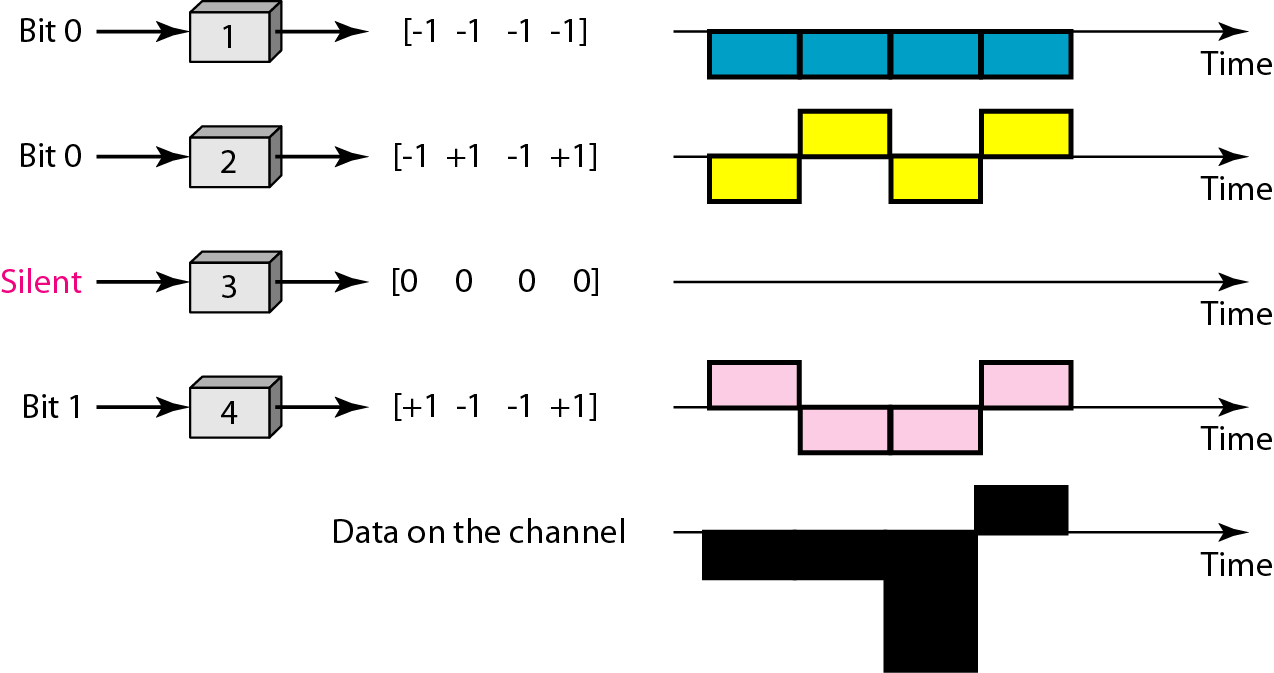 Bit 0 1 [-1 -1 -1 -1]
Time
Bit 0 2 [-1 +1 -1 +1]
Time
Silent 3 [0 0 0 0]
Time
Bit 1 4 [+1 -1 -1 +1]
Time
Data on the channel
Time